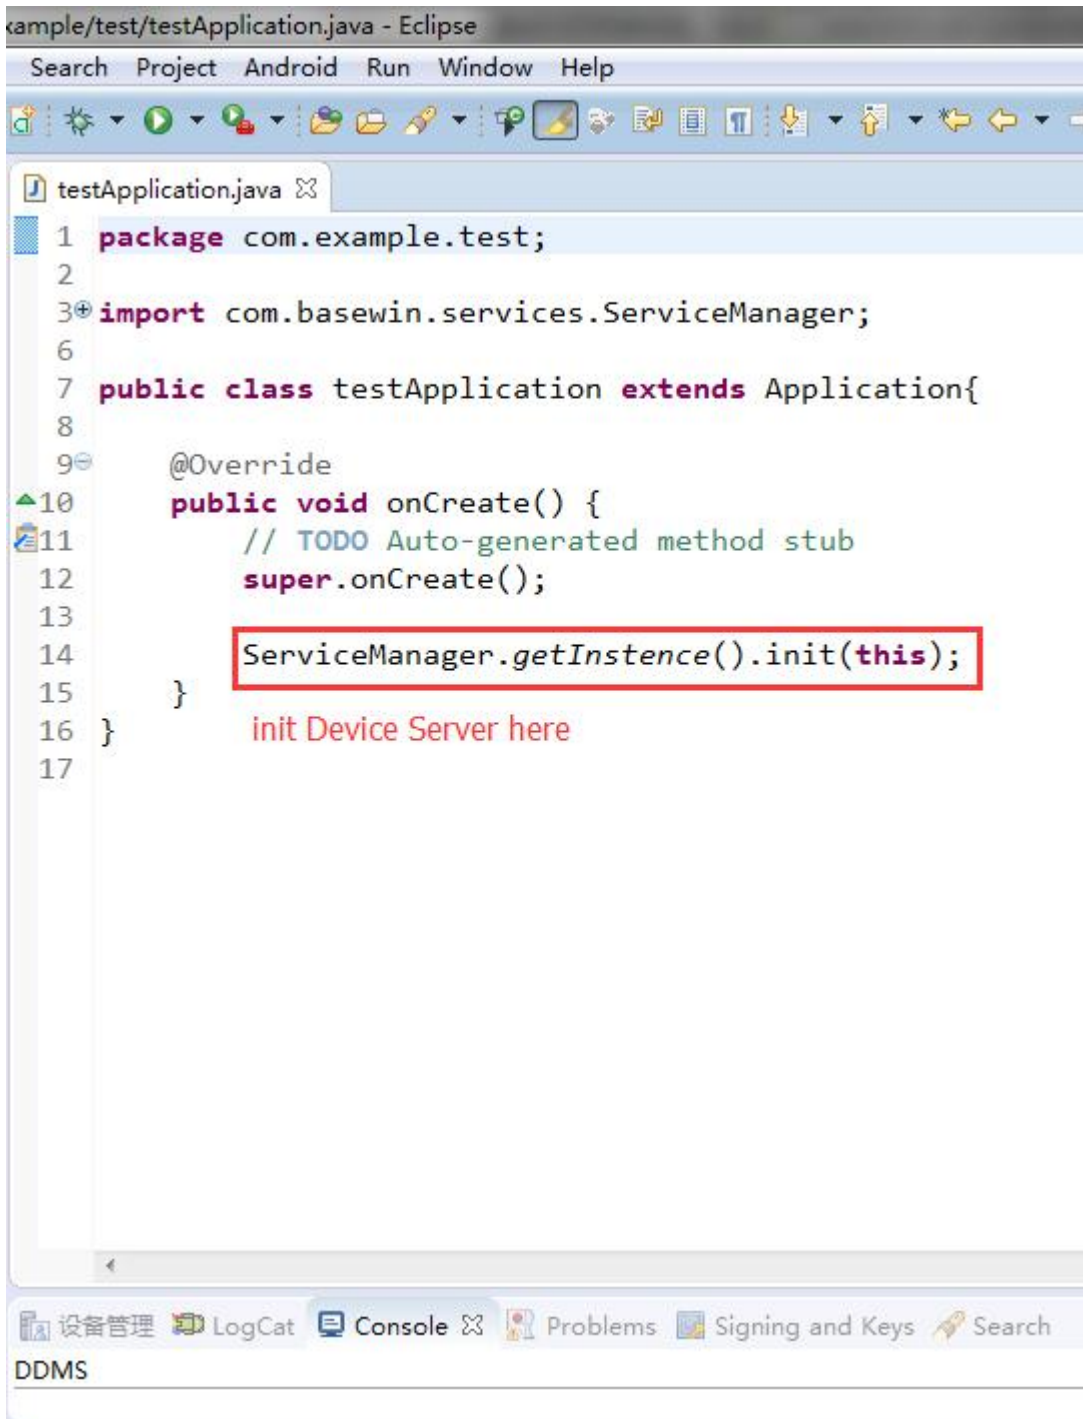 xample/test/testApplication.java - Eclipse
Search Project Android Run Window Help
testApplication.java
1 package com.example.test;
2
3 import com.basewin.services.ServiceManager;
6
7 public class testApplication extends Application{
8
9 @Override
10 public void onCreate() {
11 // TODO Auto-generated method stub
12 super.onCreate();
13
14 ServiceManager.getInstence().init(this);
15 }
16 } init Device Server here
17
设备管理 LogCat Console Problems Signing and Keys Search
DDMS